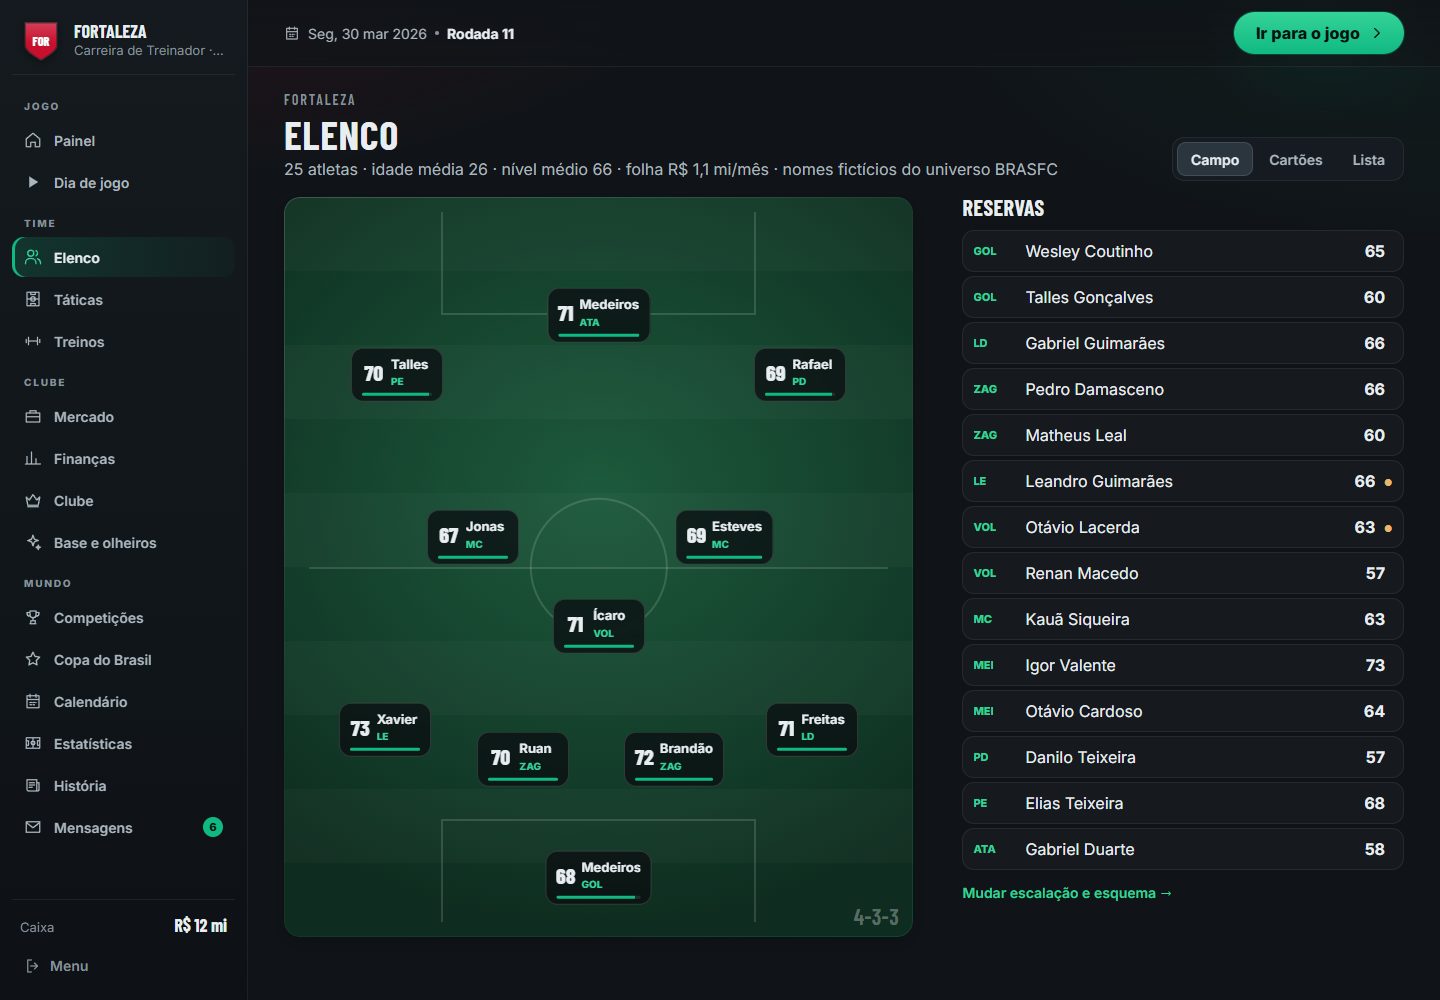 FOR
FORTALEZA
Carreira de Treinador ·...
JOGO
Painel
Dia de jogo
TIME
Elenco
Táticas
Treinos
CLUBE
Mercado
Finanças
Clube
Base e olheiros
MUNDO
Competições
Copa do Brasil
Calendário
Estatísticas
História
Mensagens 6
Caixa R$ 12 mi
Menu
Seg, 30 mar 2026 • Rodada 11
Ir para o jogo
FORTALEZA
ELENCO
25 atletas · idade média 26 · nível médio 66 · folha R$ 1,1 mi/mês · nomes fictícios do universo BRASFC
Campo Cartões Lista
71 Medeiros
ATA
70 Talles
PE
69 Rafael
PD
67 Jonas
MC
69 Esteves
MC
71 Ícaro
VOL
73 Xavier
LE
71 Freitas
LD
70 Ruan
ZAG
72 Brandão
ZAG
68 Medeiros
GOL
4-3-3
RESERVAS
GOL Wesley Coutinho 65
GOL Talles Gonçalves 60
LD Gabriel Guimarães 66
ZAG Pedro Damasceno 66
ZAG Matheus Leal 60
LE Leandro Guimarães 66
VOL Otávio Lacerda 63
VOL Renan Macedo 57
MC Kauã Siqueira 63
MEI Igor Valente 73
MEI Otávio Cardoso 64
PD Danilo Teixeira 57
PE Elias Teixeira 68
ATA Gabriel Duarte 58
Mudar escalação e esquema →